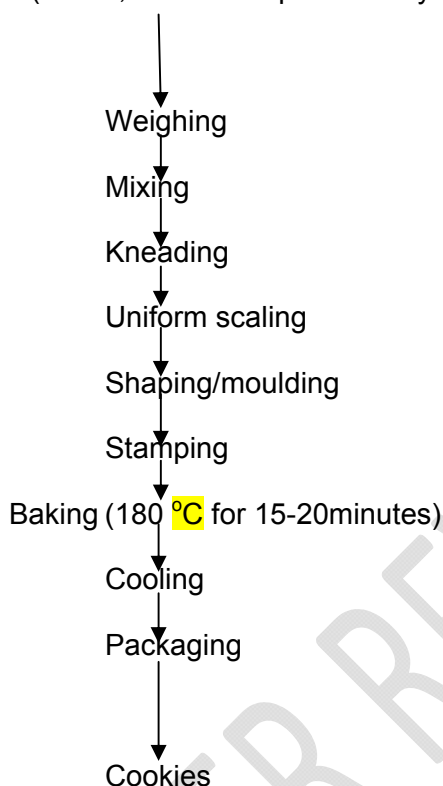 Weighing
Mixing
Kneading
Uniform scaling
Shaping/moulding
Stamping
Baking (180 °C for 15-20minutes)
Cooling
Packaging
Cookies